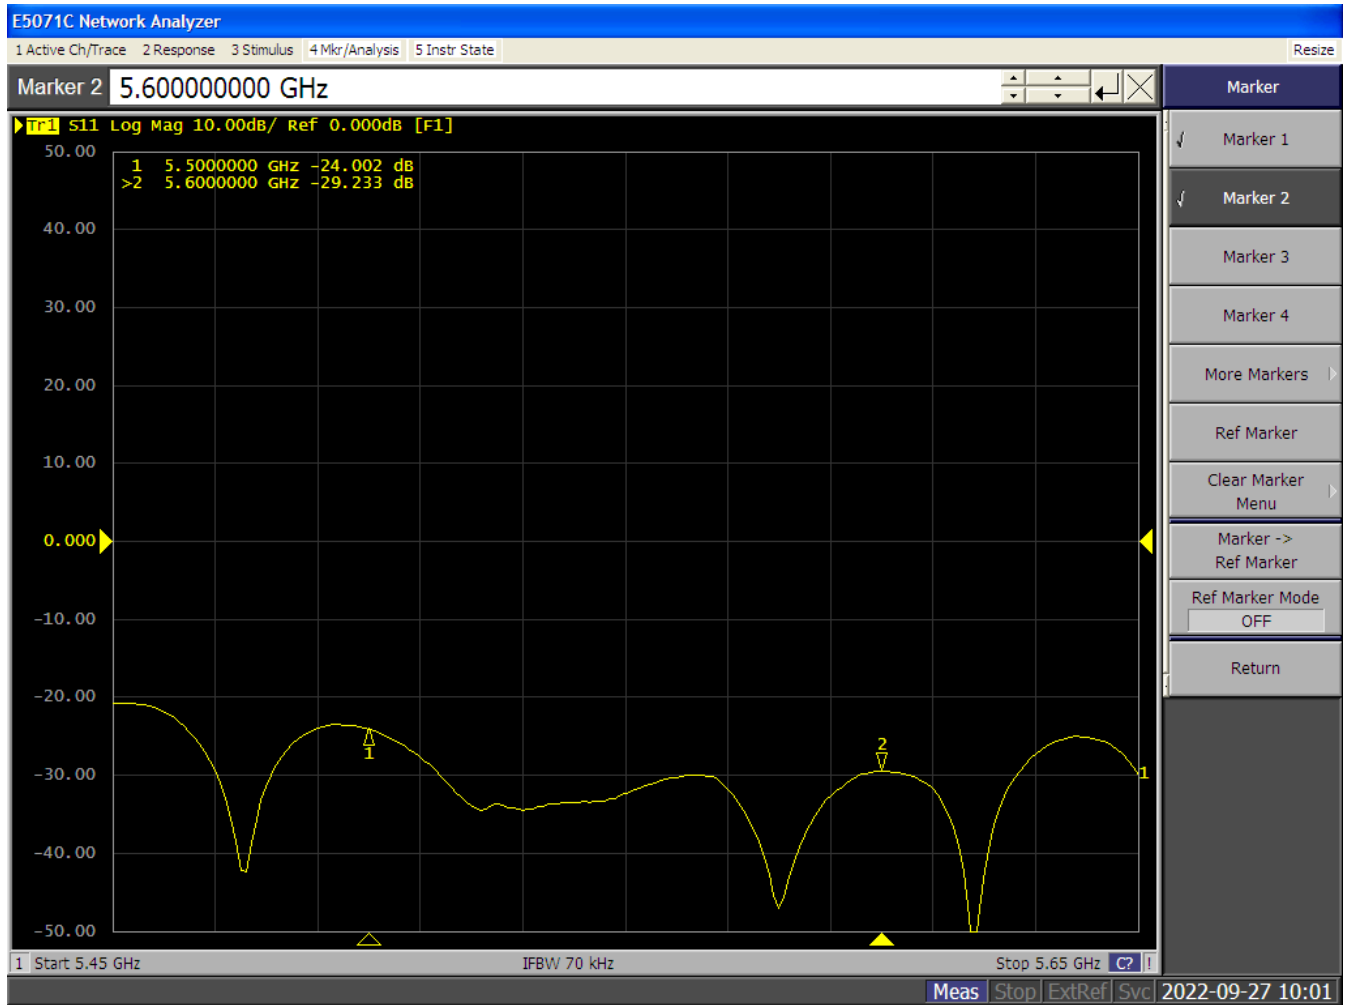 E5071C Network Analyzer
1 Active Ch/Trace 2 Response 3 Stimulus 4 Mkr/Analysis 5 Instr State Resize
Marker 2 5.600000000 GHz
Marker
Tr1 S11 Log Mag 10.00dB/ Ref 0.000dB [F1]
1 5.5000000 GHz -24.002 dB
>2 5.6000000 GHz -29.233 dB
50.00
40.00
30.00
20.00
10.00
0.000
-10.00
-20.00
-30.00
-40.00
-50.00
1
2
1
Marker 1
Marker 2
Marker 3
Marker 4
More Markers
Ref Marker
Clear Marker
Menu
Marker ->
Ref Marker
Ref Marker Mode
OFF
Return
1 Start 5.45 GHz IFBW 70 kHz Stop 5.65 GHz C? !
Meas Stop ExtRef Svc 2022-09-27 10:01